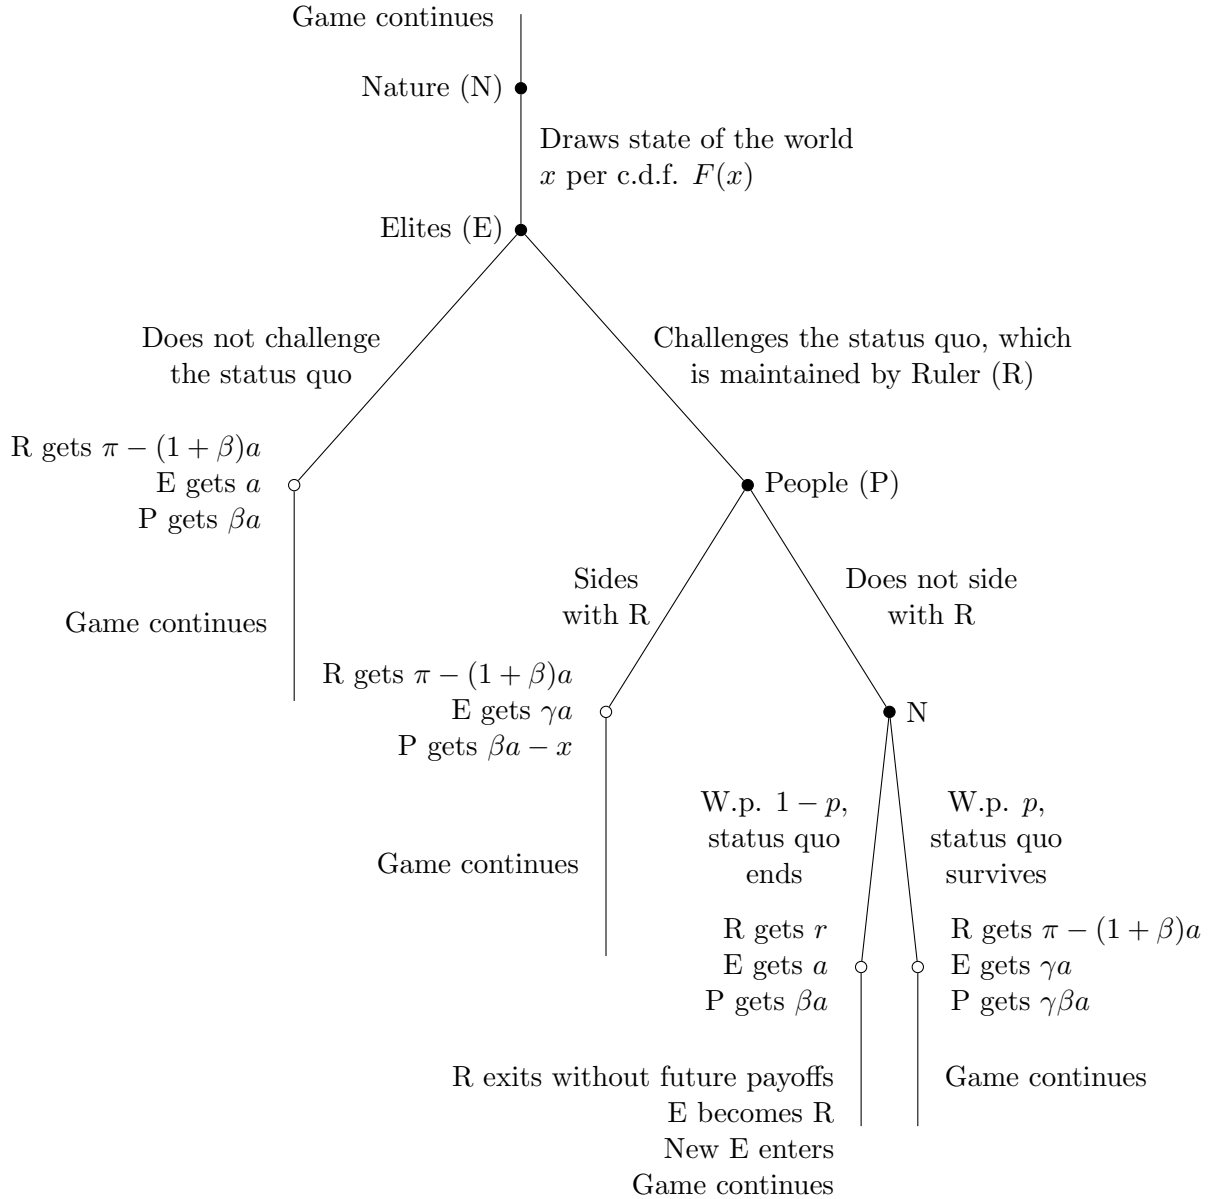 Game continues
Nature (N)
Draws state of the world
x per c.d.f. F(x)
Elites (E)
Does not challenge
the status quo
Challenges the status quo, which
is maintained by Ruler (R)
R gets π − (1 + β)a
E gets a
P gets βa
People (P)
Game continues
Sides
with R
Does not side
with R
R gets π − (1 + β)a
E gets γa
P gets βa − x
N
Game continues
W.p. 1 − p,
status quo
ends
W.p. p,
status quo
survives
R gets r
E gets a
P gets βa
R gets π − (1 + β)a
E gets γa
P gets γβa
R exits without future payoffs
E becomes R
New E enters
Game continues
Game continues